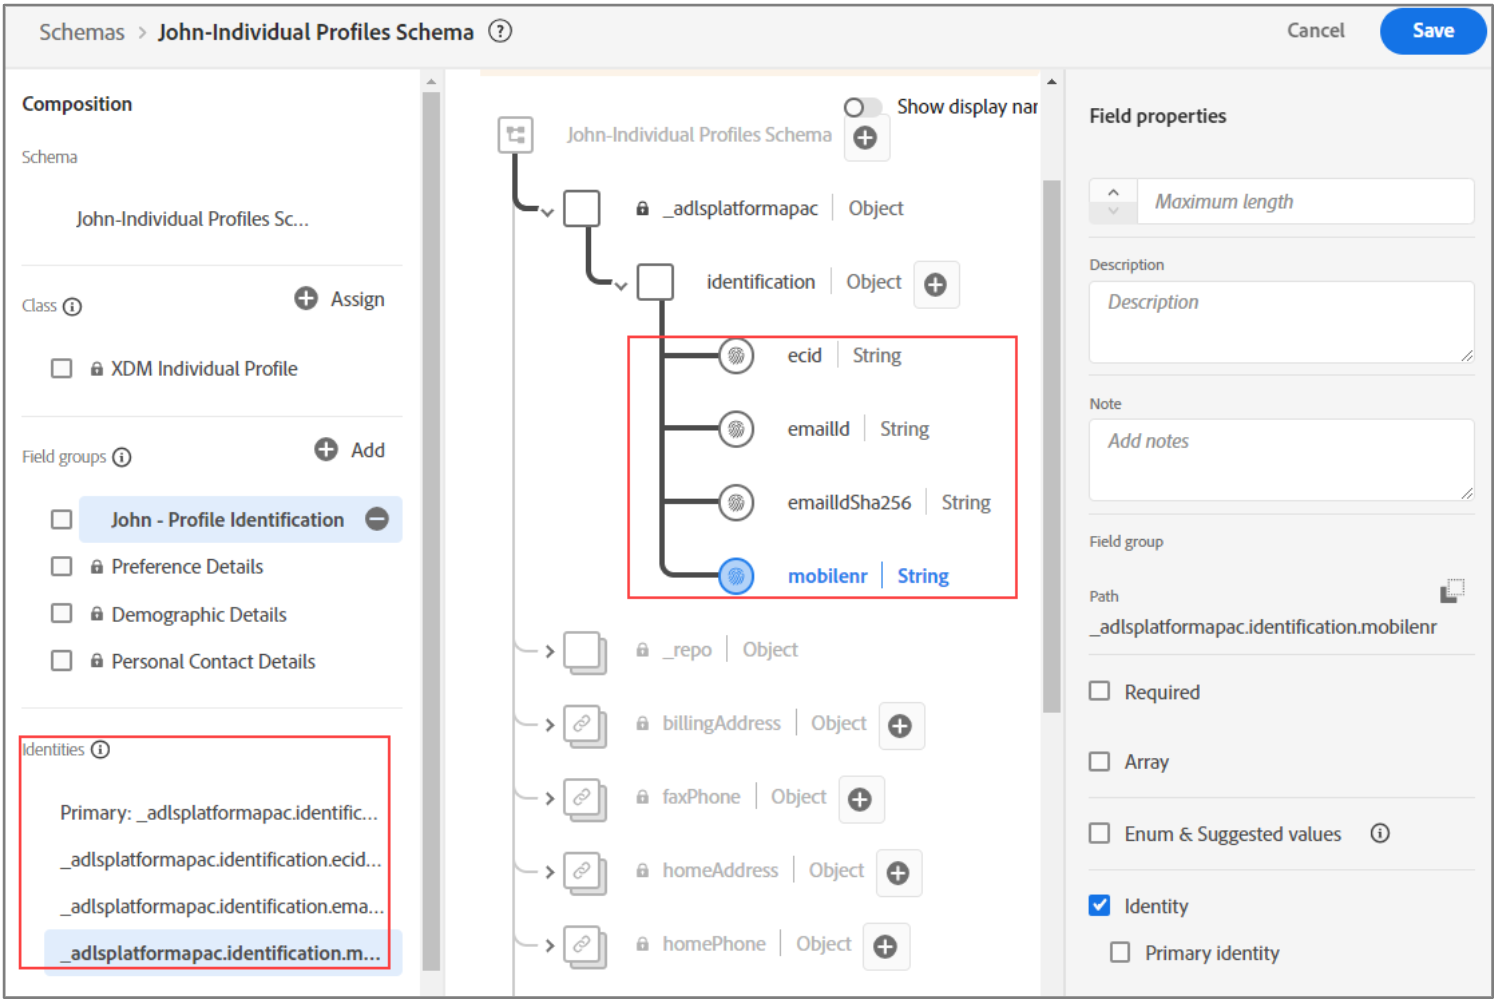 Schemas > John-Individual Profiles Schema ?
Cancel
Save
Composition
Schema
John-Individual Profiles Sc...
Class
Assign
XDM Individual Profile
Field groups
Add
John - Profile Identification
Preference Details
Demographic Details
Personal Contact Details
Identities
Primary: _adlsplatformapac.identific...
_adlsplatformapac.identification.ecid...
_adlsplatformapac.identification.ema...
_adlsplatformapac.identification.m...
Show display nar
John-Individual Profiles Schema
_adlsplatformapac | Object
identification | Object
ecid | String
emailId | String
emailIdSha256 | String
mobilenr | String
_repo | Object
billingAddress | Object
faxPhone | Object
homeAddress | Object
homePhone | Object
Field properties
Maximum length
Description
Description
Note
Add notes
Field group
Path
_adlsplatformapac.identification.mobilenr
Required
Array
Enum & Suggested values
Identity
Primary identity